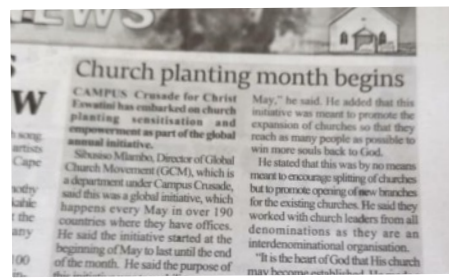 EWS
Church planting month begins
CAMPUS Crusade for Christ
Eswatini has embarked on church
planting sensitisation and
empowerment as part of the global
annual initiative.
Sibusiso Mlambo, Director of Global
Church Movement (GCM), which is
a department under Campus Crusade,
said this was a global initiative, which
happens every May in over 190
countries where they have offices.
He said the initiative started at the
beginning of May to last until the end
of the month. He said the purpose of
May," he said. He added that this
initiative was meant to promote the
expansion of churches so that they
reach as many people as possible to
win more souls back to God.
He stated that this was by no means
meant to encourage splitting of churches
but to promote opening of new branches
for the existing churches. He said they
worked with church leaders from all
denominations as they are an
interdenominational organisation.
"It is the heart of God that His church
may become established
W
song
artists
Cape
the
any
100